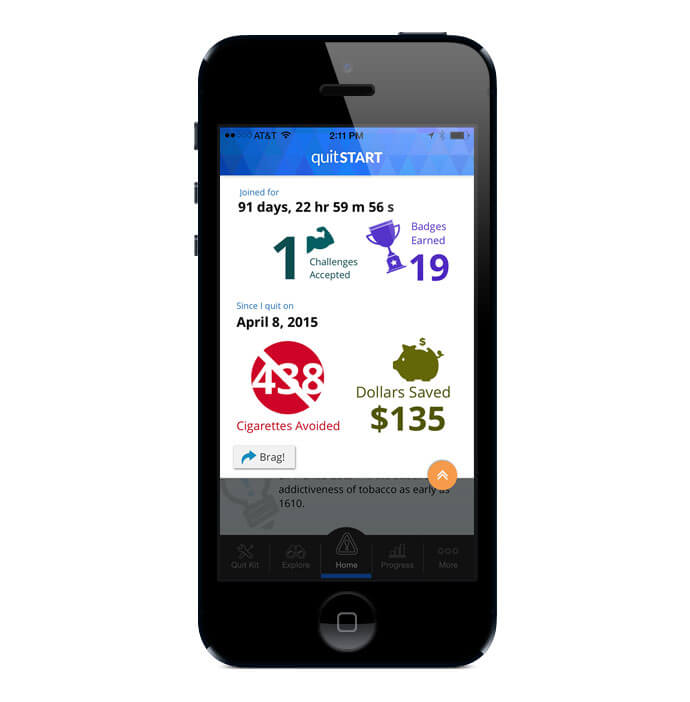 AT&T 2:11 PM
quitSTART
Joined for
91 days, 22 hr 59 m 56 s
1 Challenges
Accepted
Badges
Earned
19
Since I quit on
April 8, 2015
438
Cigarettes Avoided
$
Dollars Saved
$135
Brag!
addictiveness of tobacco as early as
1610.
Quit Kit Explore Home Progress More